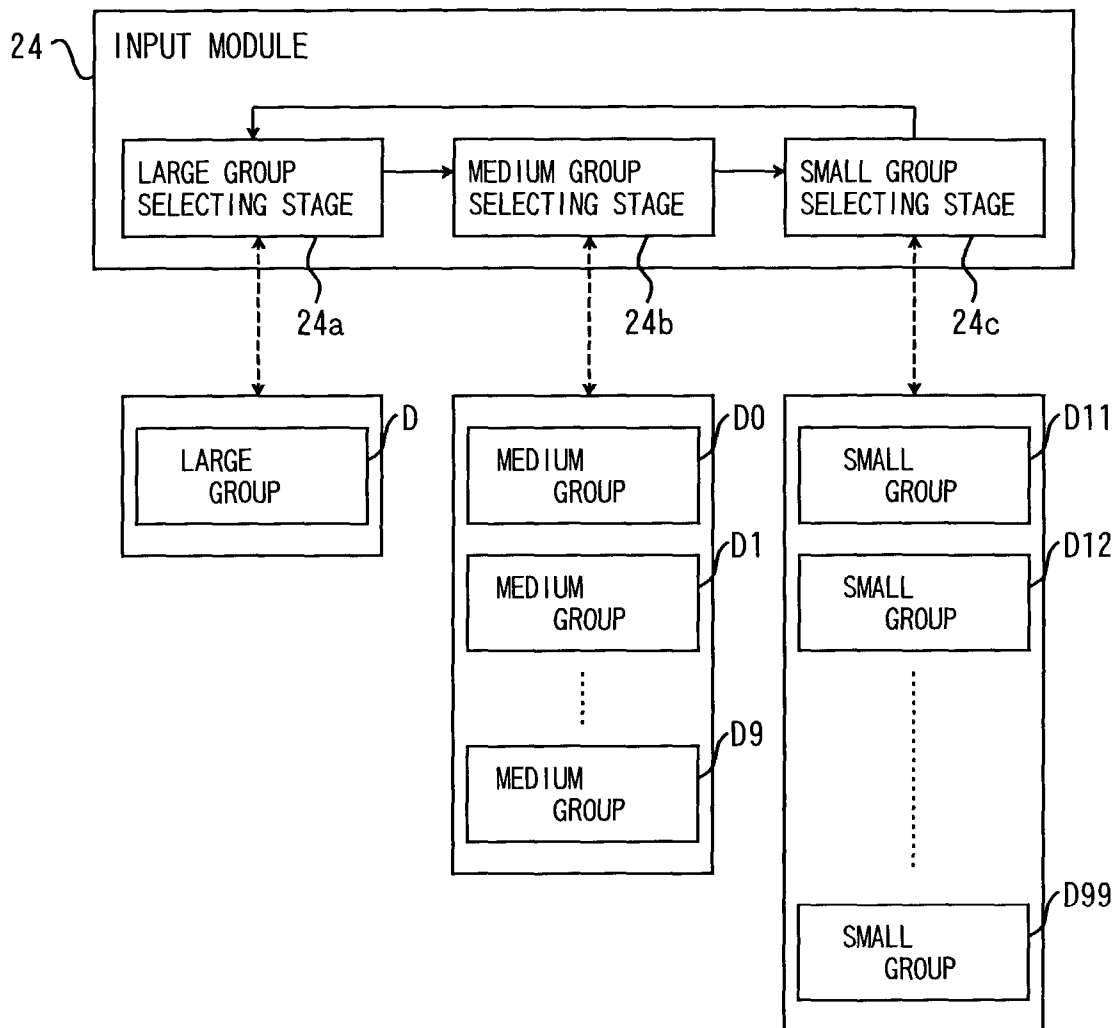 24
INPUT MODULE
LARGE GROUP
SELECTING STAGE
MEDIUM GROUP
SELECTING STAGE
SMALL GROUP
SELECTING STAGE
24a
24b
24c
D
LARGE
GROUP
D0
MEDIUM
GROUP
D1
MEDIUM
GROUP
D9
MEDIUM
GROUP
D11
SMALL
GROUP
D12
SMALL
GROUP
D99
SMALL
GROUP